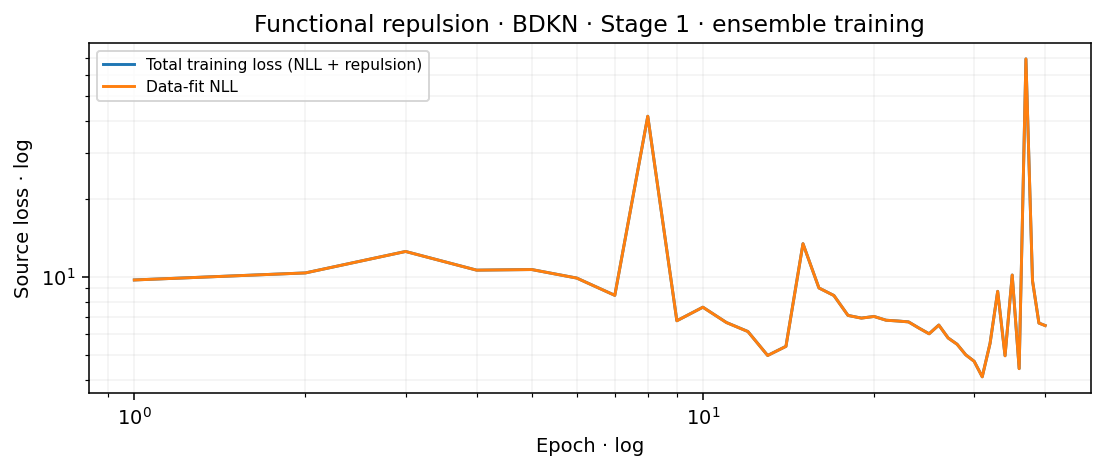 Functional repulsion · BDKN · Stage 1 · ensemble training
Total training loss (NLL + repulsion)
Data-fit NLL
Source loss · log
10¹
10⁰
10¹
Epoch · log